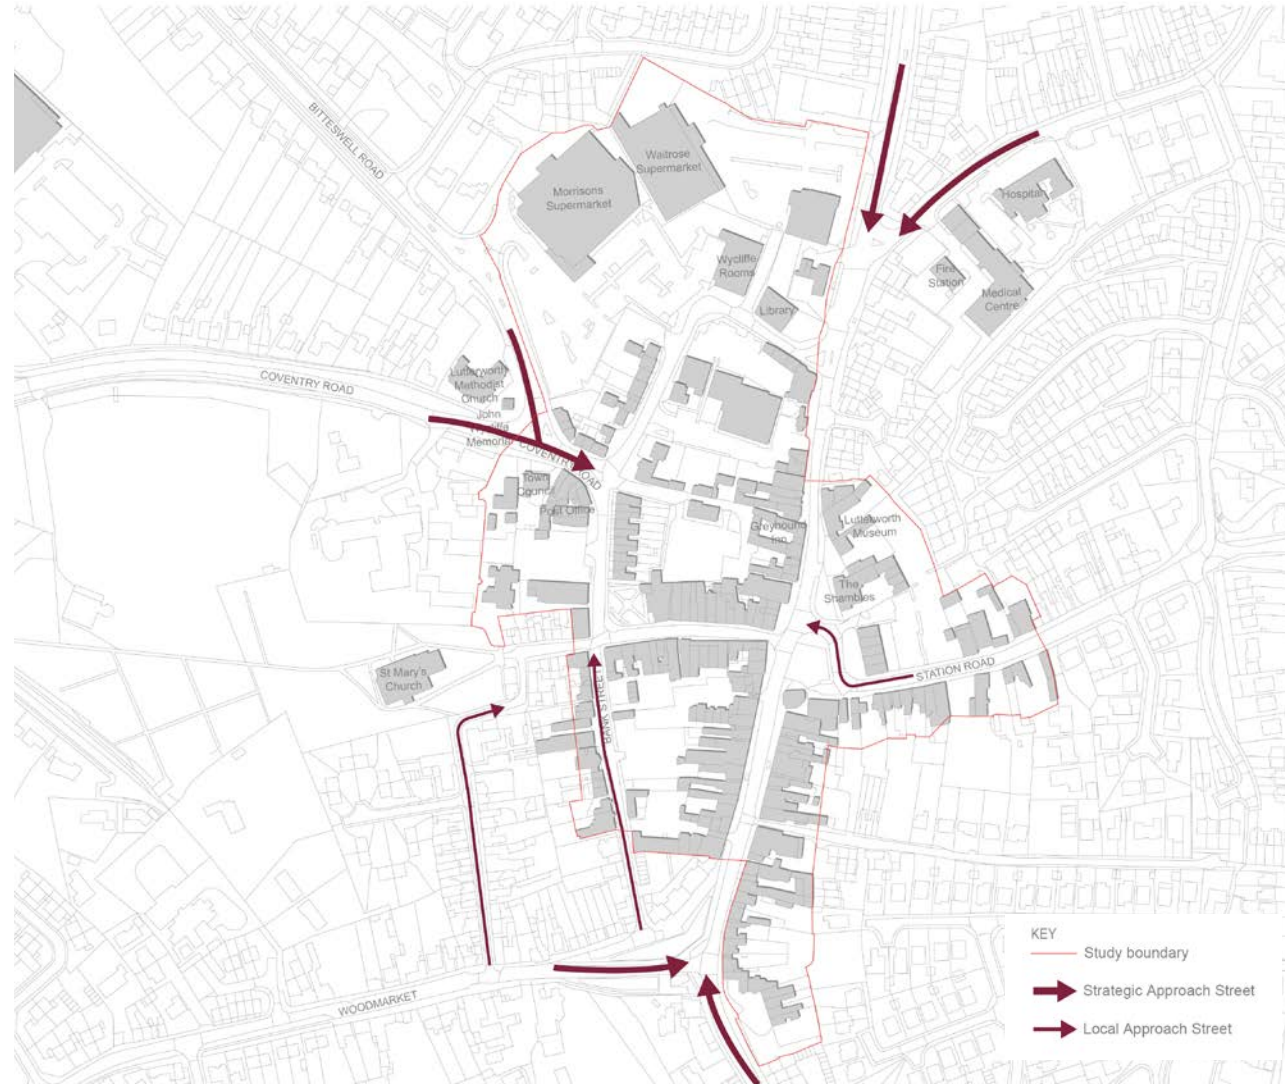 BITTESWELL ROAD
Waitrose
Supermarket
Morrisons
Supermarket
Hospital
Wycliffe
Rooms
Fire
Station
Medical
Centre
Library
COVENTRY ROAD
Lutterworth
Methodist
Church
John
Wycliffe
Memorial
COVENTRY ROAD
Town
Council
Post Office
Greyhound
Inn
Lutterworth
Museum
The
Shambles
STATION ROAD
St Mary's
Church
BANK STREET
WOODMARKET
KEY
Study boundary
Strategic Approach Street
Local Approach Street